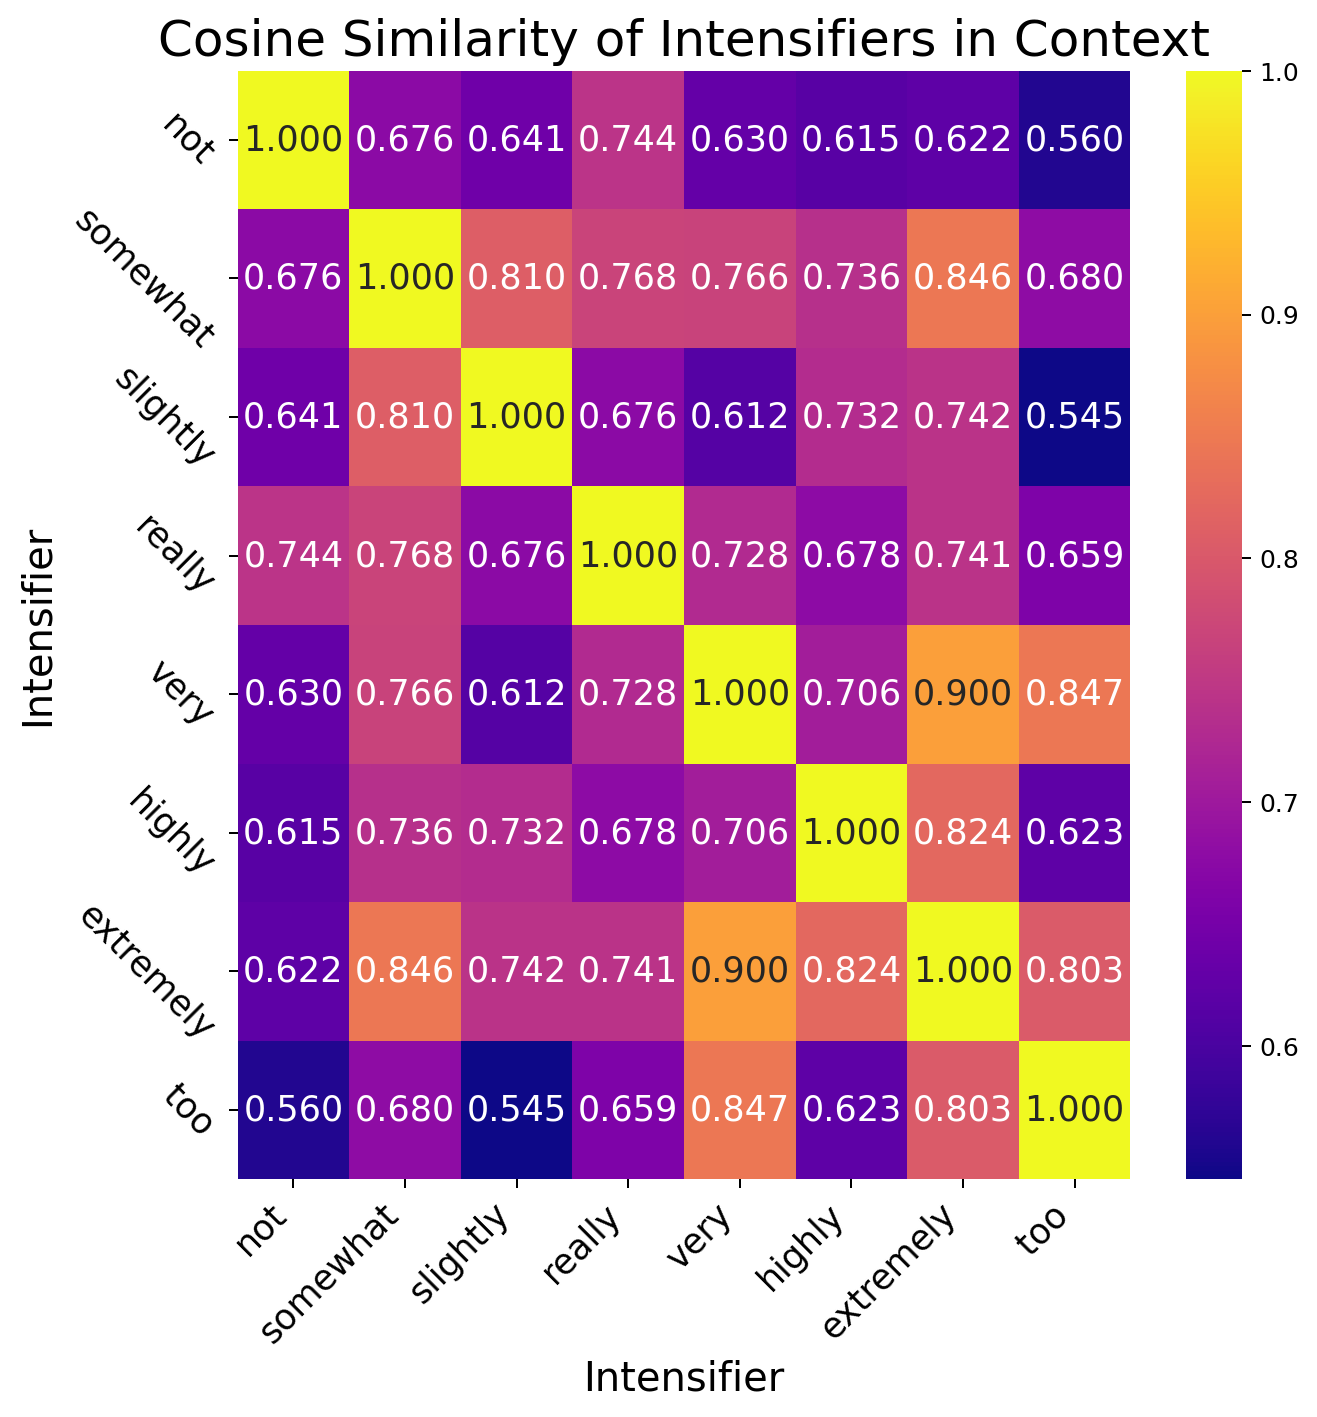 Cosine Similarity of Intensifiers in Context
not 1.000 0.676 0.641 0.744 0.630 0.615 0.622 0.560
somewhat 0.676 1.000 0.810 0.768 0.766 0.736 0.846 0.680
slightly 0.641 0.810 1.000 0.676 0.612 0.732 0.742 0.545
really 0.744 0.768 0.676 1.000 0.728 0.678 0.741 0.659
very 0.630 0.766 0.612 0.728 1.000 0.706 0.900 0.847
highly 0.615 0.736 0.732 0.678 0.706 1.000 0.824 0.623
extremely 0.622 0.846 0.742 0.741 0.900 0.824 1.000 0.803
too 0.560 0.680 0.545 0.659 0.847 0.623 0.803 1.000
not somewhat slightly really very highly extremely too
Intensifier
Intensifier
1.0
0.9
0.8
0.7
0.6